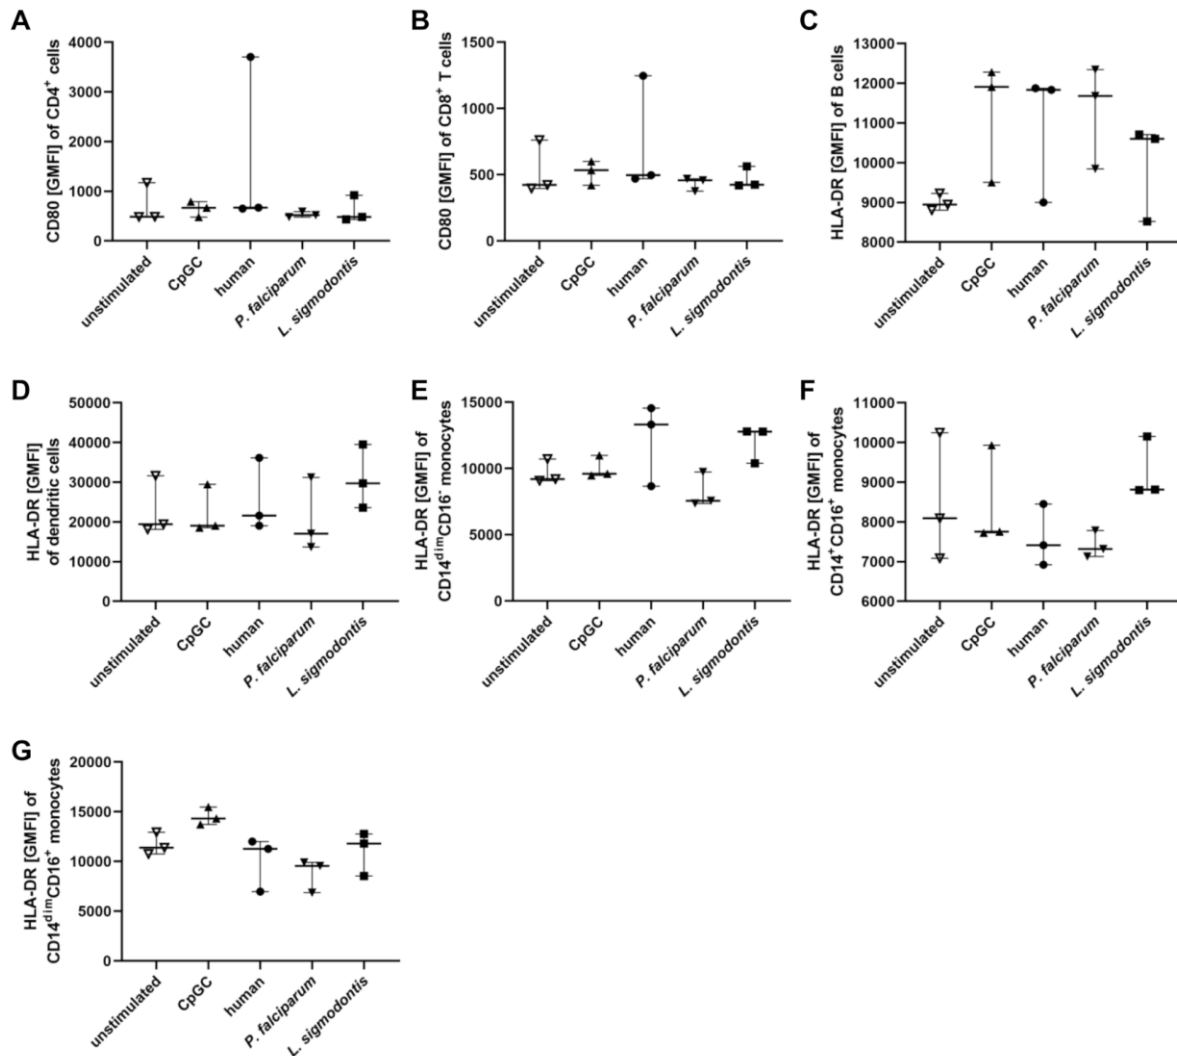 A
CD80 [GMFI] of CD4+ cells
4000
3000
2000
1000
0
unstimulated
CpGC
human
P. falciparum
L. sigmodontis
B
CD80 [GMFI] of CD8+ T cells
1500
1000
500
0
unstimulated
CpGC
human
P. falciparum
L. sigmodontis
C
HLA-DR [GMFI] of B cells
13000
12000
11000
10000
9000
8000
unstimulated
CpGC
human
P. falciparum
L. sigmodontis
D
HLA-DR [GMFI]
of dendritic cells
50000
40000
30000
20000
10000
0
unstimulated
CpGC
human
P. falciparum
L. sigmodontis
E
HLA-DR [GMFI] of
CD14dimCD16- monocytes
15000
10000
5000
0
unstimulated
CpGC
human
P. falciparum
L. sigmodontis
F
HLA-DR [GMFI] of
CD14+CD16+ monocytes
11000
10000
9000
8000
7000
6000
unstimulated
CpGC
human
P. falciparum
L. sigmodontis
G
HLA-DR [GMFI] of
CD14dimCD16+ monocytes
20000
15000
10000
5000
0
unstimulated
CpGC
human
P. falciparum
L. sigmodontis